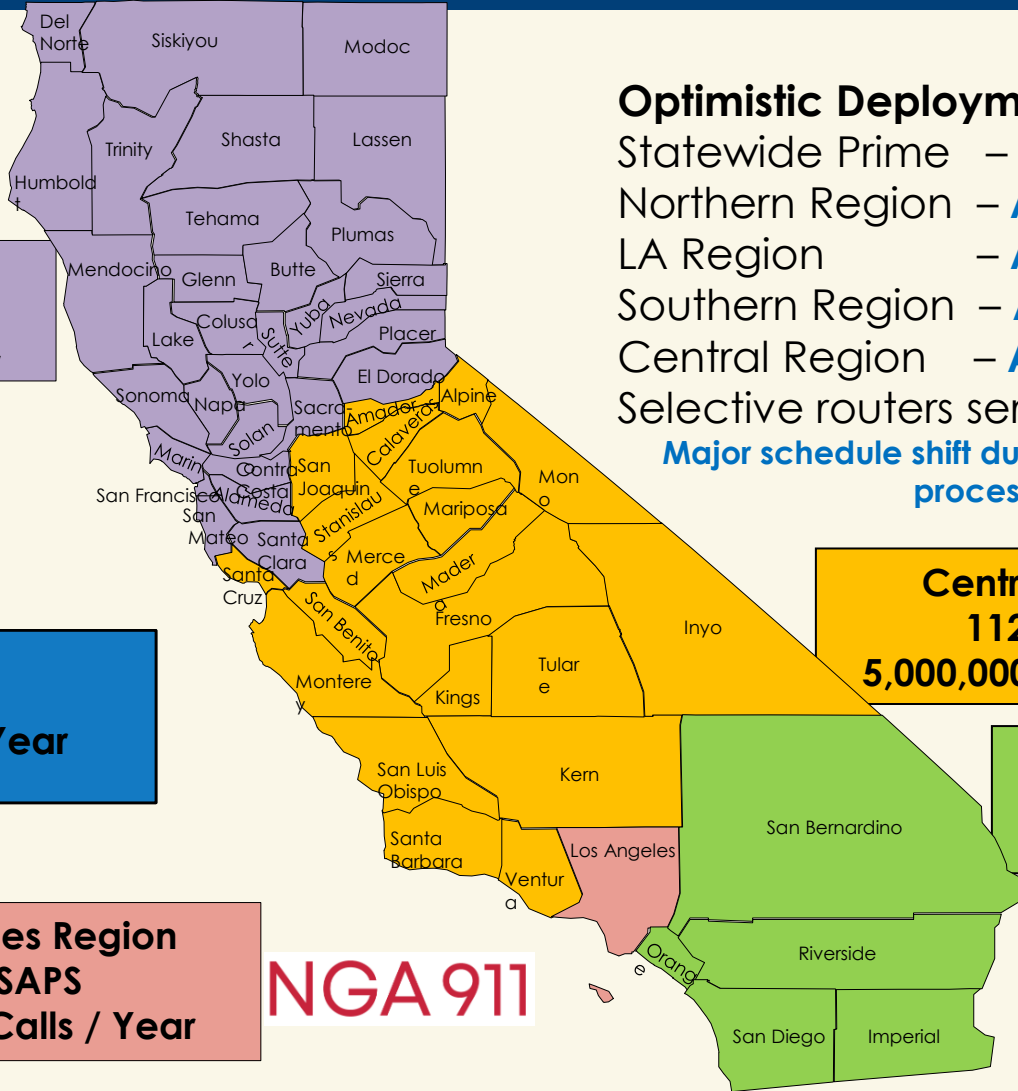 Del
Norte
Siskiyou
Modoc
Trinity
Shasta
Lassen
Humbold
t
Tehama
Plumas
Mendocino
Glenn
Butte
Sierra
Colusa
Yuba
Nevada
Sutte
r
Lake
Placer
Yolo
El Dorado
Sonoma
Napa
Sacra-
mento
Amador
Alpine
Solan
o
Calaveras
Marin
Contra
Costa
San
Joaquin
Tuolumn
e
Mon
o
San Francisco
Alameda
Stanislau
s
Mariposa
San
Mateo
Santa
Clara
Merce
d
Mader
a
Santa
Cruz
San Benito
Fresno
Inyo
Montere
y
Kings
Tular
e
San Luis
Obispo
Kern
San Bernardino
Santa
Barbara
Ventur
a
Los Angeles
Orang
e
Riverside
San Diego
Imperial
Optimistic Deploym
Statewide Prime –
Northern Region – A
LA Region – A
Southern Region – A
Central Region – A
Selective routers ser
Major schedule shift du
proces
Centr
112
5,000,000
Year
es Region
SAPS
Calls / Year
NGA 911